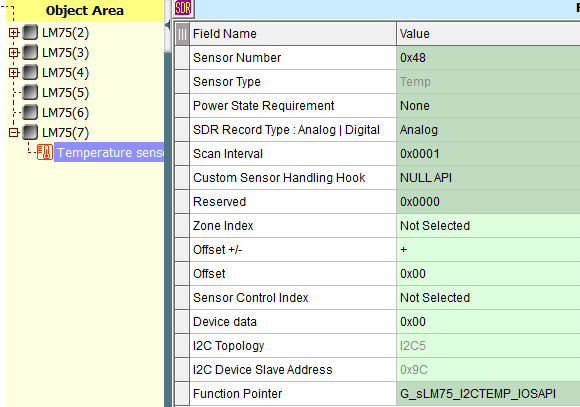 Object Area
LM75(2)
LM75(3)
LM75(4)
LM75(5)
LM75(6)
LM75(7)
Temperature sens
SDR
Field Name Value
Sensor Number 0x48
Sensor Type Temp
Power State Requirement None
SDR Record Type : Analog | Digital Analog
Scan Interval 0x0001
Custom Sensor Handling Hook NULL API
Reserved 0x0000
Zone Index Not Selected
Offset +/- +
Offset 0x00
Sensor Control Index Not Selected
Device data 0x00
I2C Topology I2C5
I2C Device Slave Address 0x9C
Function Pointer G_sLM75_I2CTEMP_IOSAPI